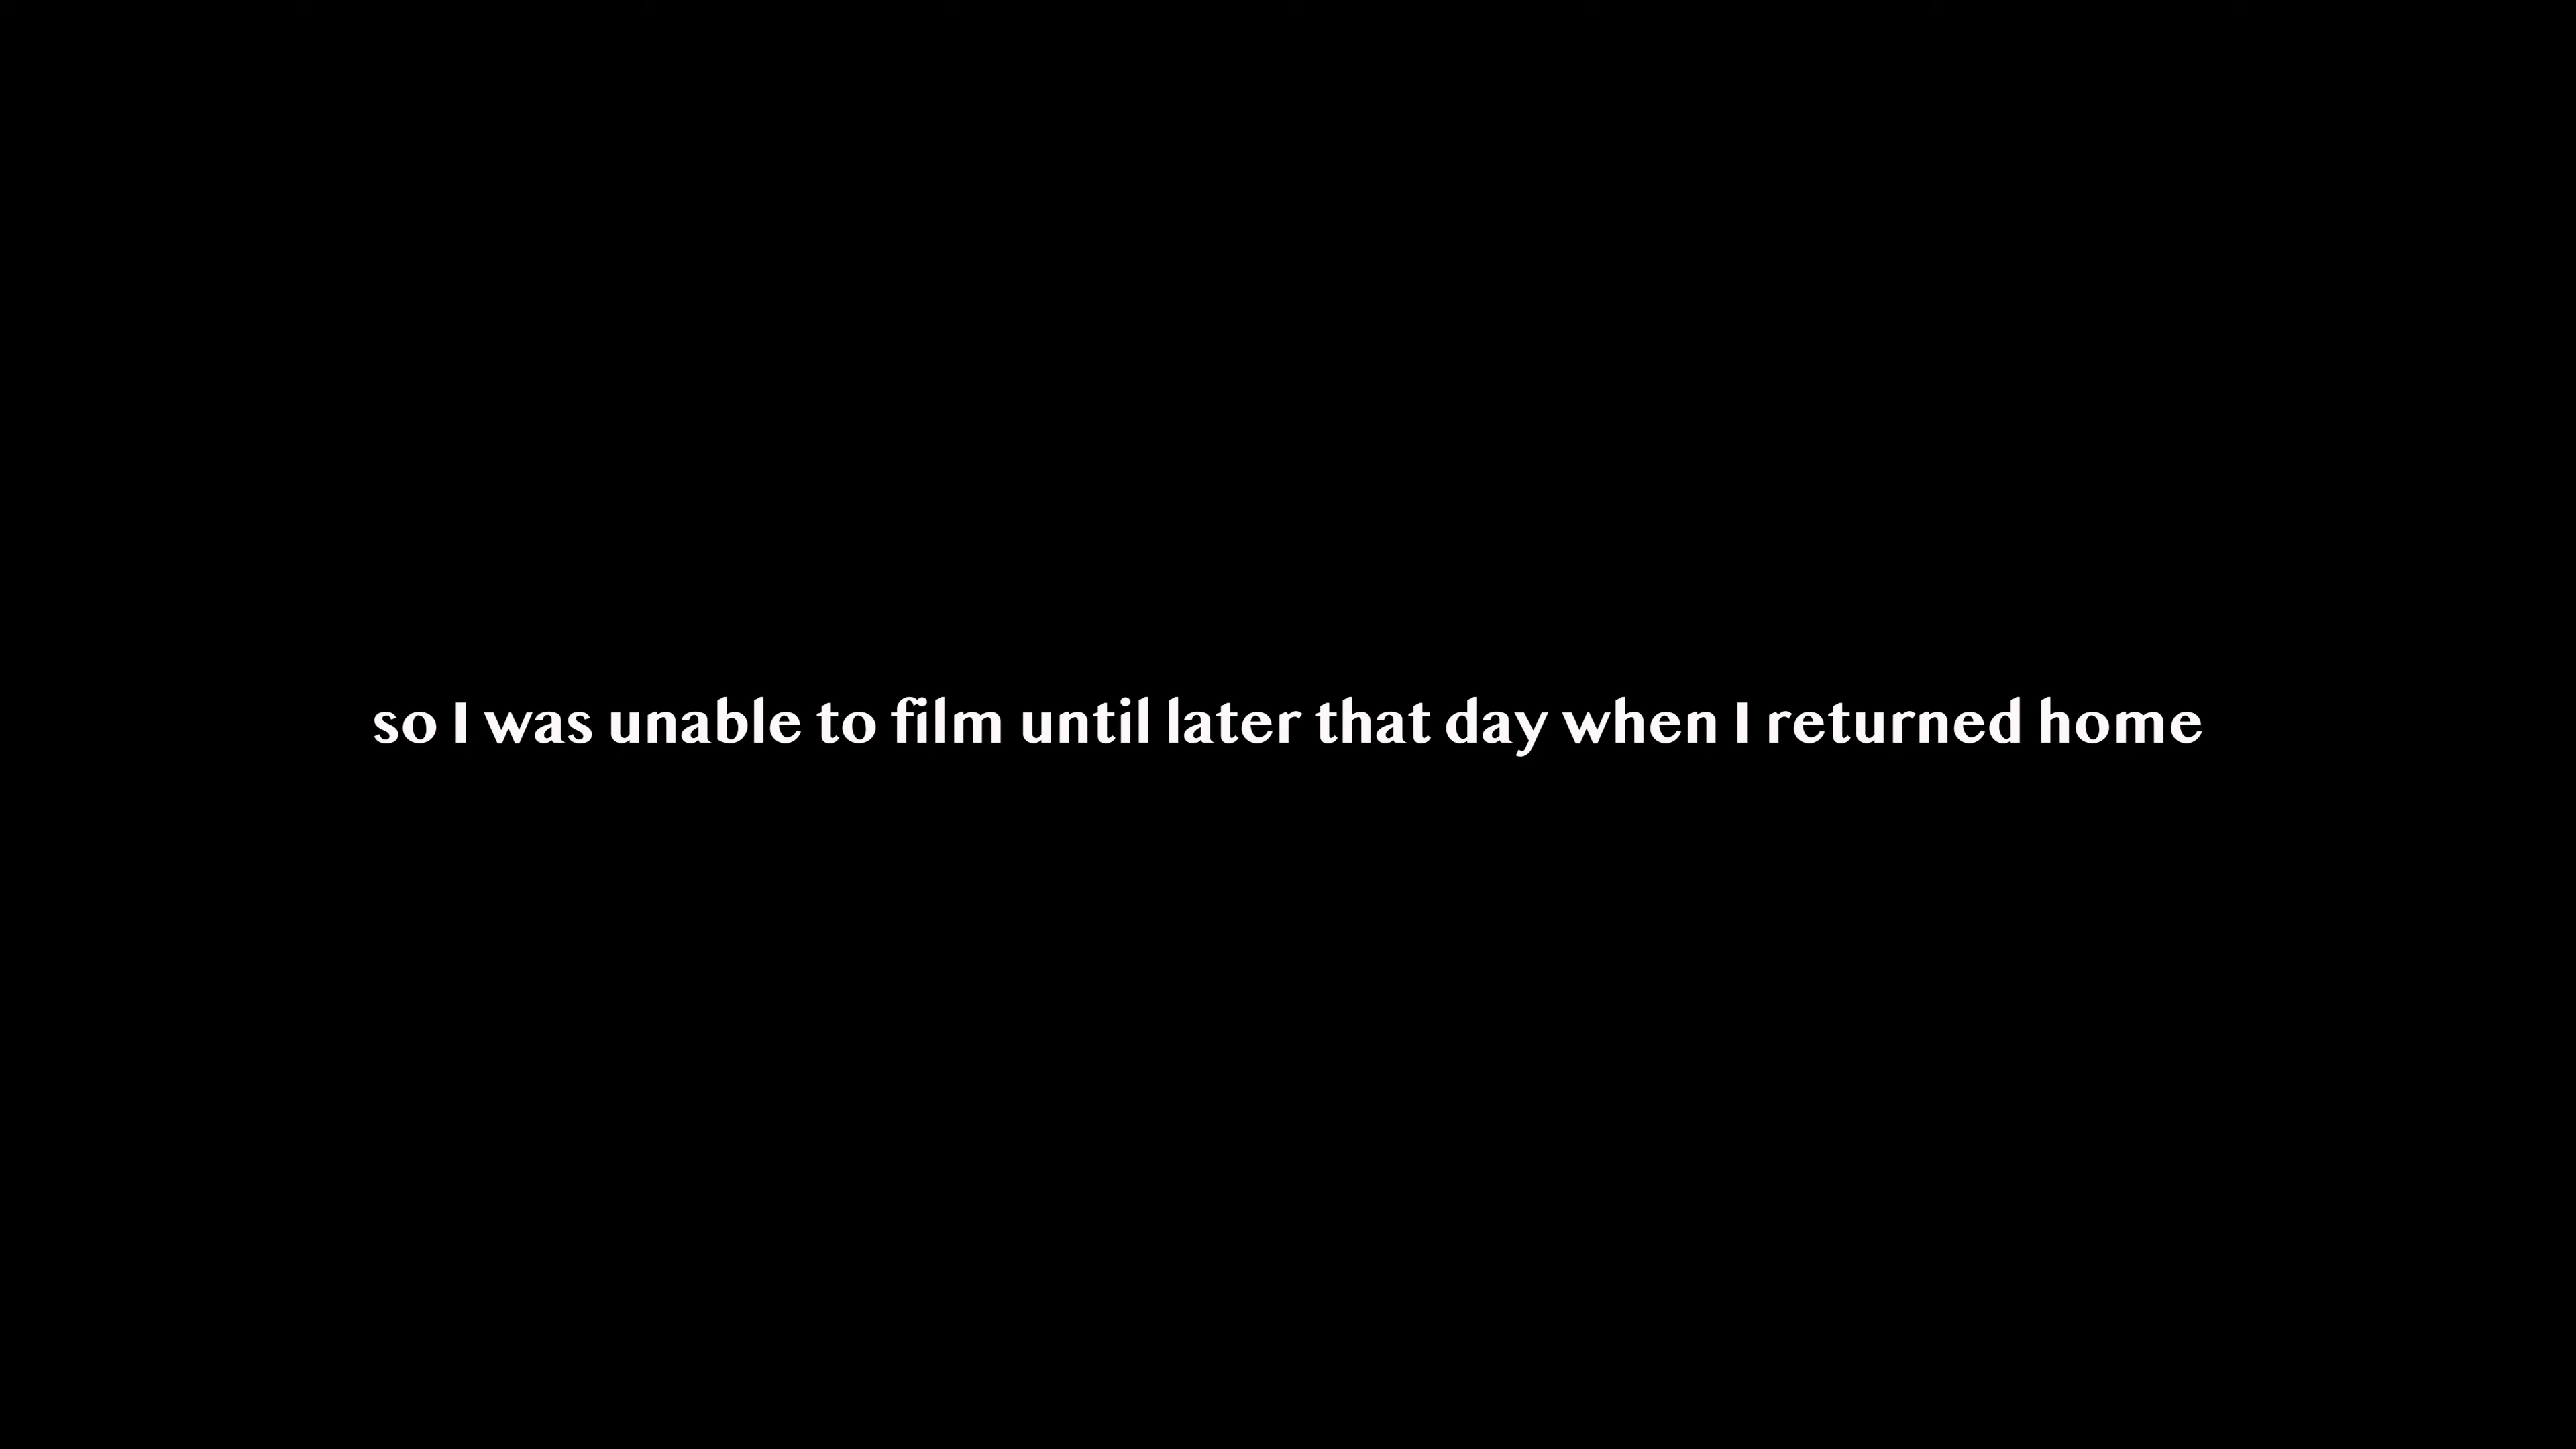 so I was unable to film until later that day when I returned home